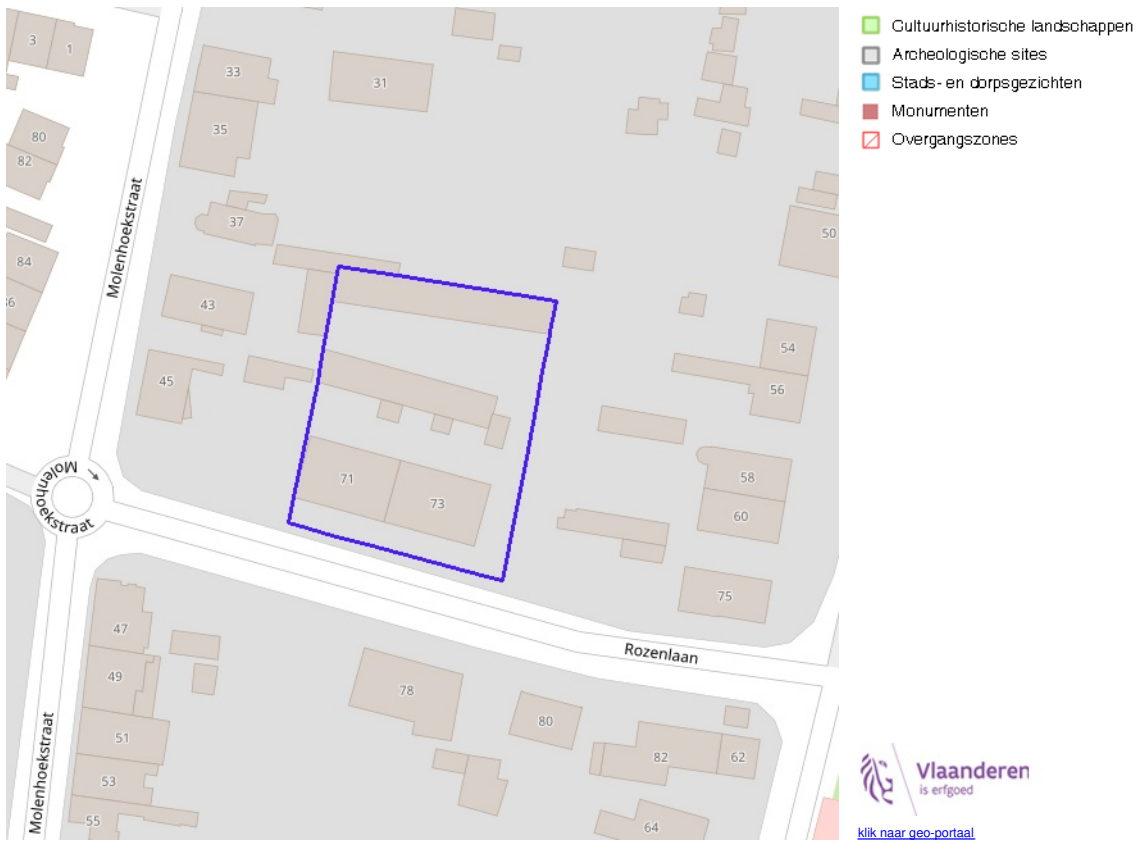 Cultuurhistorische landschappen
Archeologische sites
Stads- en dorpsgezichten
Monumenten
Overgangszones
3
1
33
31
35
80
82
Molenhoekstraat
37
50
84
43
54
45
56
71
73
58
60
Molenhoekstraat
75
47
Rozenlaan
49
78
80
51
82
62
53
Molenhoekstraat
55
64
Vlaanderen
is erfgoed
klik naar geo-portaal